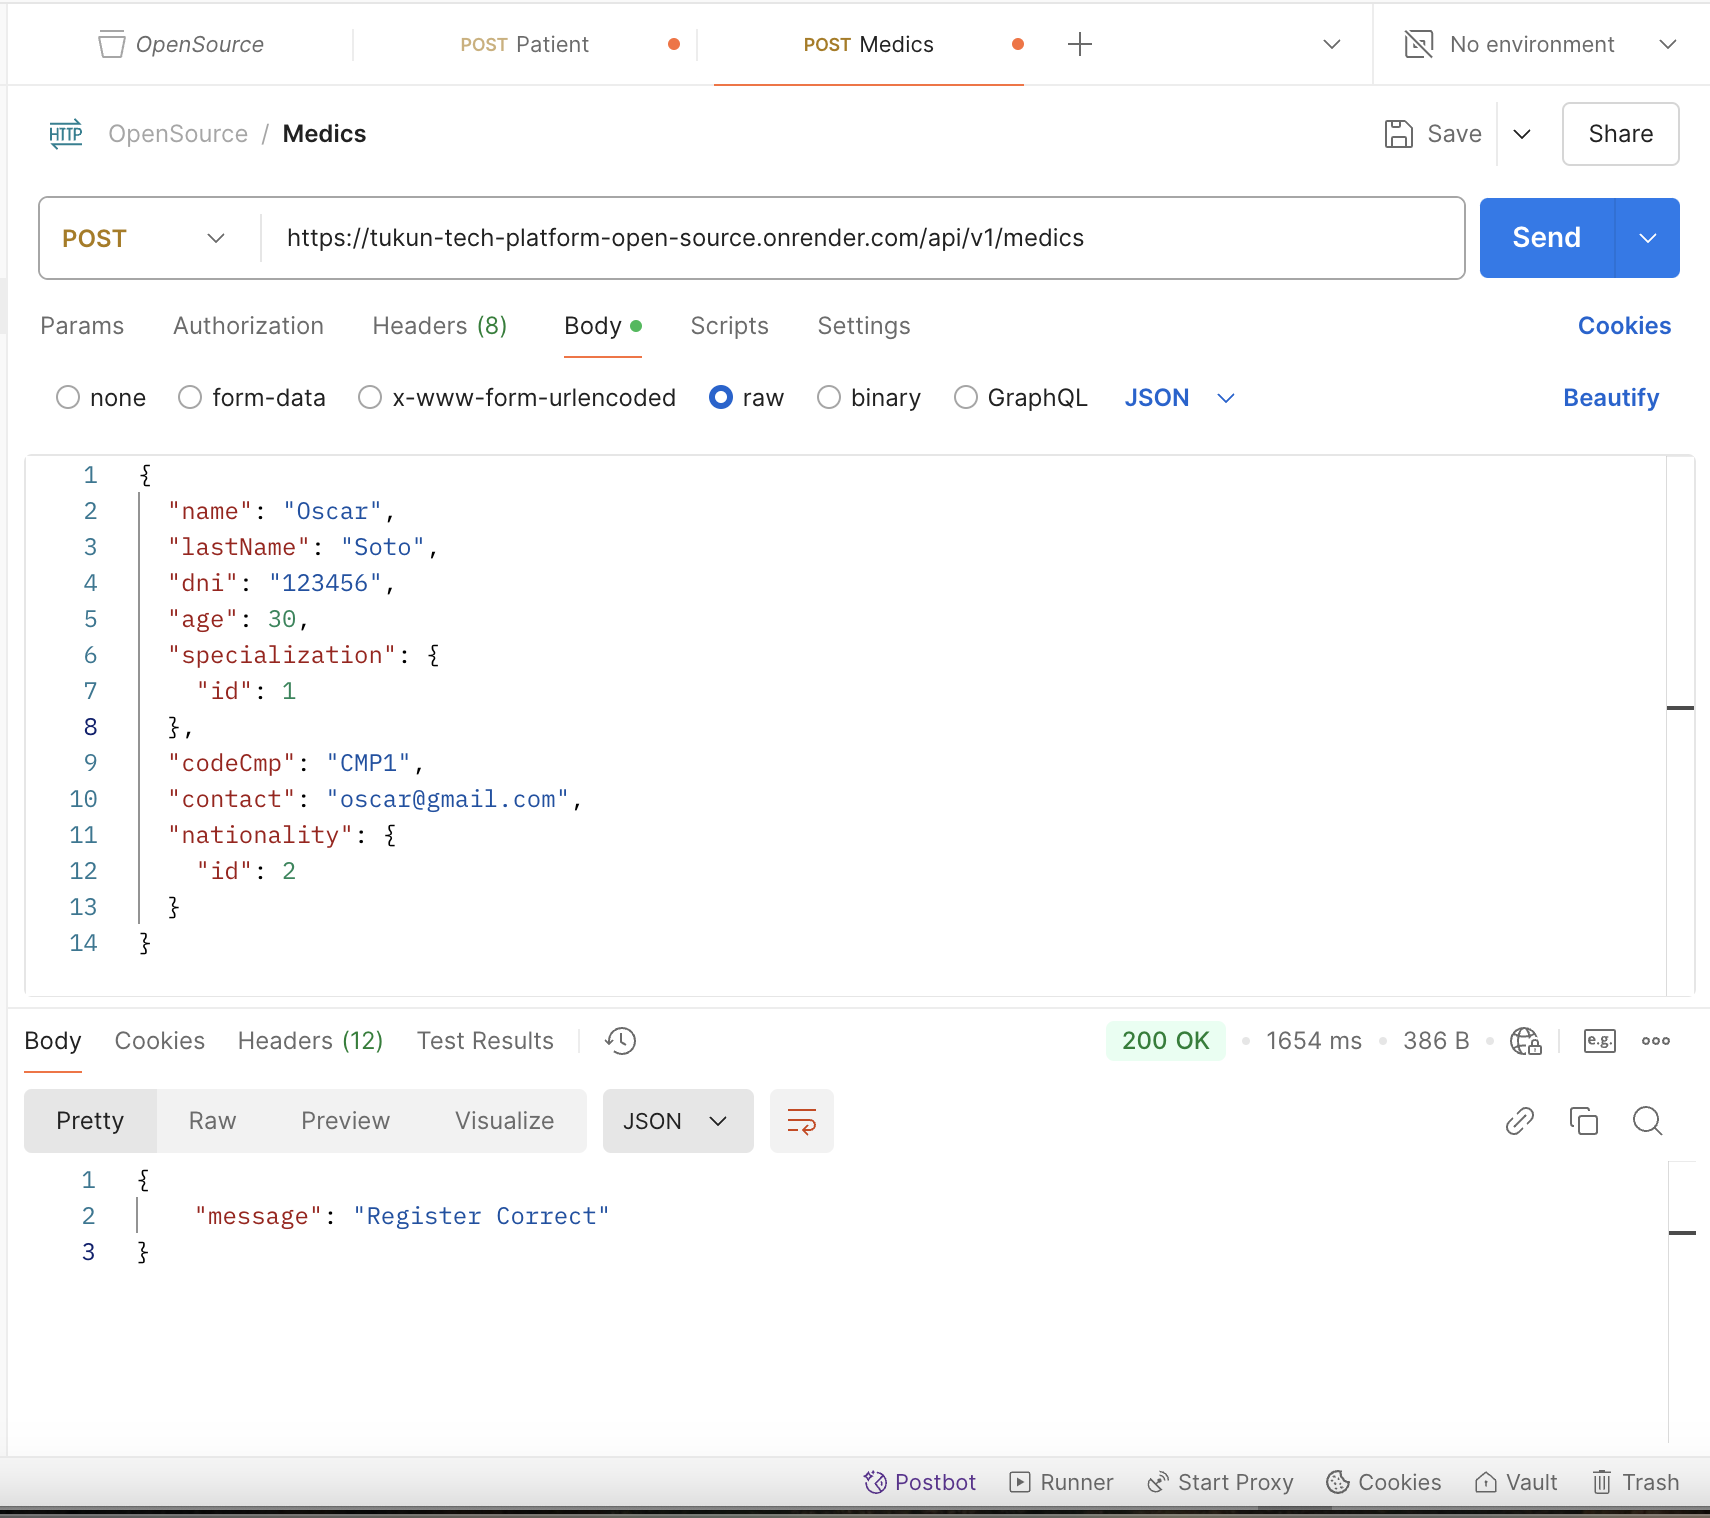 OpenSource POST Patient POST Medics No environment
HTTP OpenSource / Medics Save Share
POST https://tukun-tech-platform-open-source.onrender.com/api/v1/medics Send
Params Authorization Headers (8) Body Scripts Settings Cookies
none form-data x-www-form-urlencoded raw binary GraphQL JSON Beautify
1 {
2 "name": "Oscar",
3 "lastName": "Soto",
4 "dni": "123456",
5 "age": 30,
6 "specialization": {
7 "id": 1
8 },
9 "codeCmp": "CMP1",
10 "contact": "oscar@gmail.com",
11 "nationality": {
12 "id": 2
13 }
14 }
Body Cookies Headers (12) Test Results 200 OK • 1654 ms • 386 B • e.g.
Pretty Raw Preview Visualize JSON
1 {
2 "message": "Register Correct"
3 }
Postbot Runner Start Proxy Cookies Vault Trash